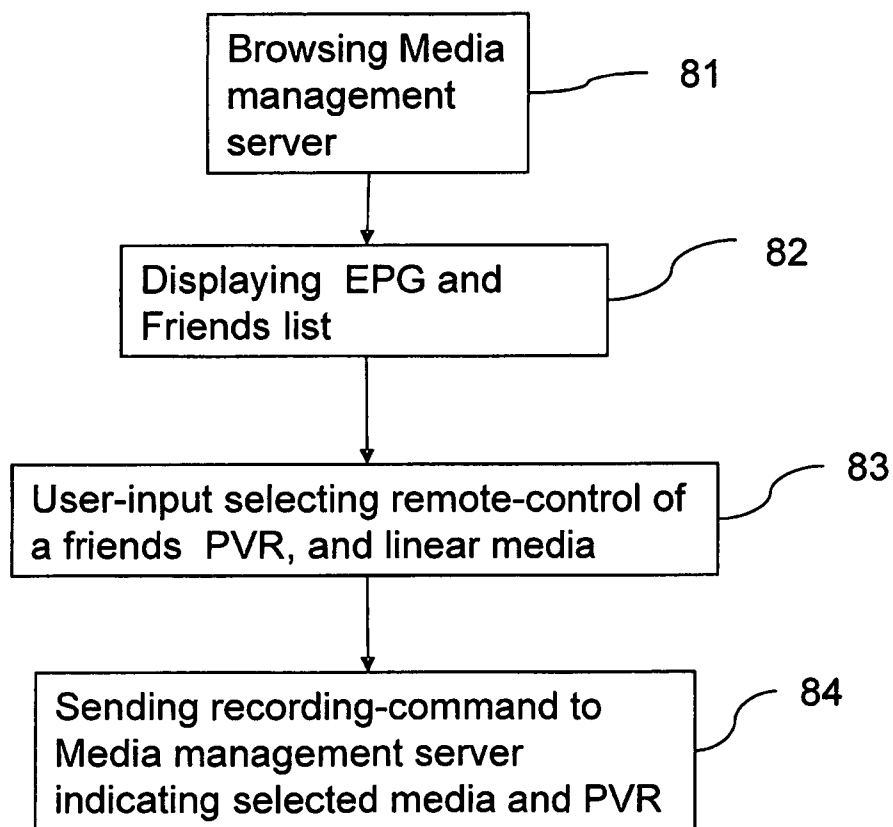 Browsing Media
management
server
81
Displaying EPG and
Friends list
82
User-input selecting remote-control of
a friends PVR, and linear media
83
Sending recording-command to
Media management server
indicating selected media and PVR
84